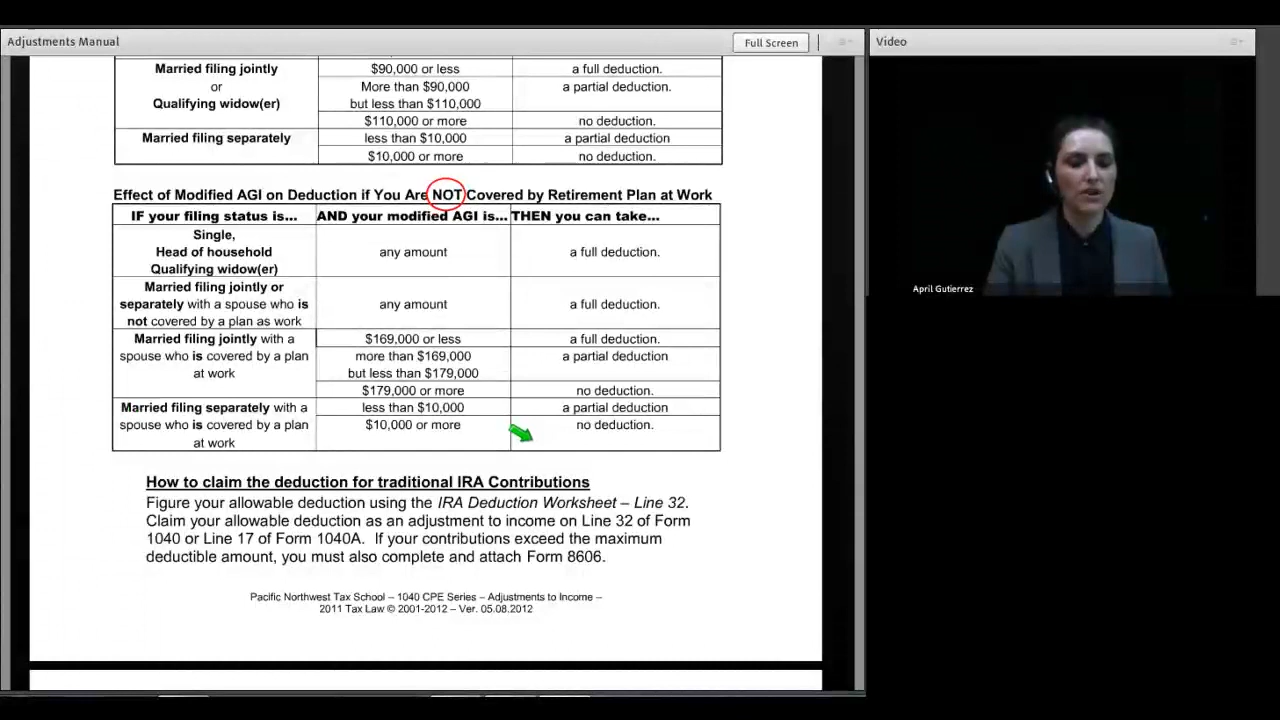 Adjustments Manual
Full Screen
Video
Married filing jointly
or
Qualifying widow(er)
$90,000 or less
a full deduction.
More than $90,000
but less than $110,000
a partial deduction.
$110,000 or more
no deduction.
Married filing separately
less than $10,000
a partial deduction
$10,000 or more
no deduction.
Effect of Modified AGI on Deduction if You Are NOT Covered by Retirement Plan at Work
IF your filing status is...
AND your modified AGI is...
THEN you can take...
Single,
Head of household
Qualifying widow(er)
any amount
a full deduction.
Married filing jointly or
separately with a spouse who is
not covered by a plan as work
any amount
a full deduction.
Married filing jointly with a
spouse who is covered by a plan
at work
$169,000 or less
a full deduction.
more than $169,000
but less than $179,000
a partial deduction
$179,000 or more
no deduction.
Married filing separately with a
spouse who is covered by a plan
at work
less than $10,000
a partial deduction
$10,000 or more
no deduction.
How to claim the deduction for traditional IRA Contributions
Figure your allowable deduction using the IRA Deduction Worksheet – Line 32.
Claim your allowable deduction as an adjustment to income on Line 32 of Form
1040 or Line 17 of Form 1040A. If your contributions exceed the maximum
deductible amount, you must also complete and attach Form 8606.
Pacific Northwest Tax School – 1040 CPE Series – Adjustments to Income –
2011 Tax Law © 2001-2012 – Ver. 05.08.2012
April Gutierrez